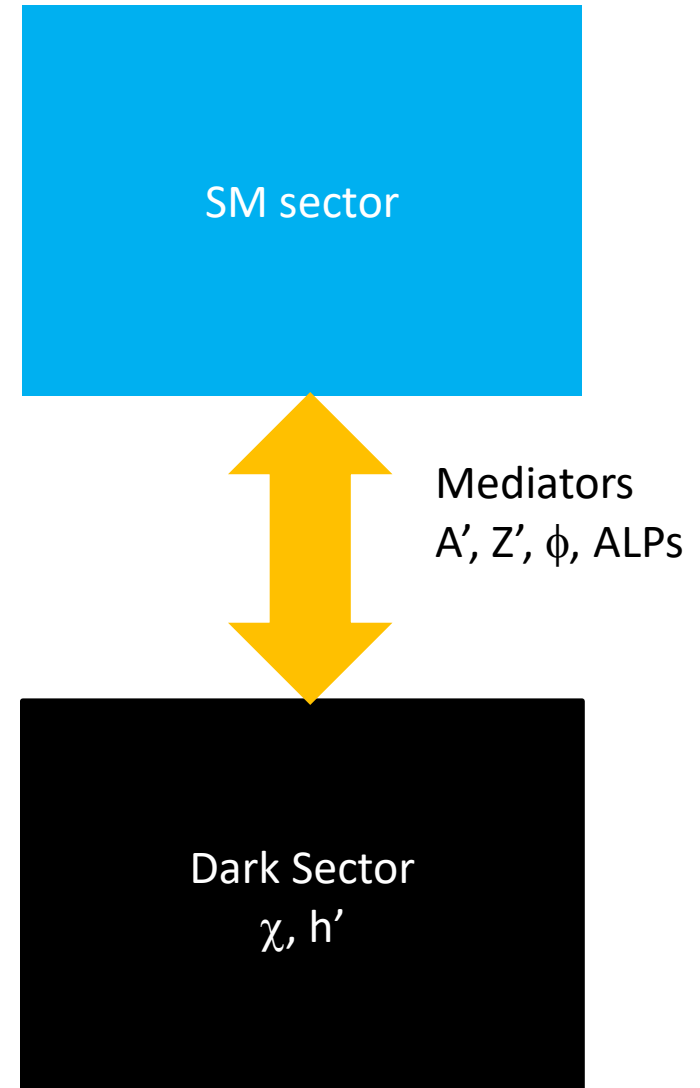 SM sector
Mediators
A’, Z’, ϕ, ALPs
Dark Sector
χ, h’